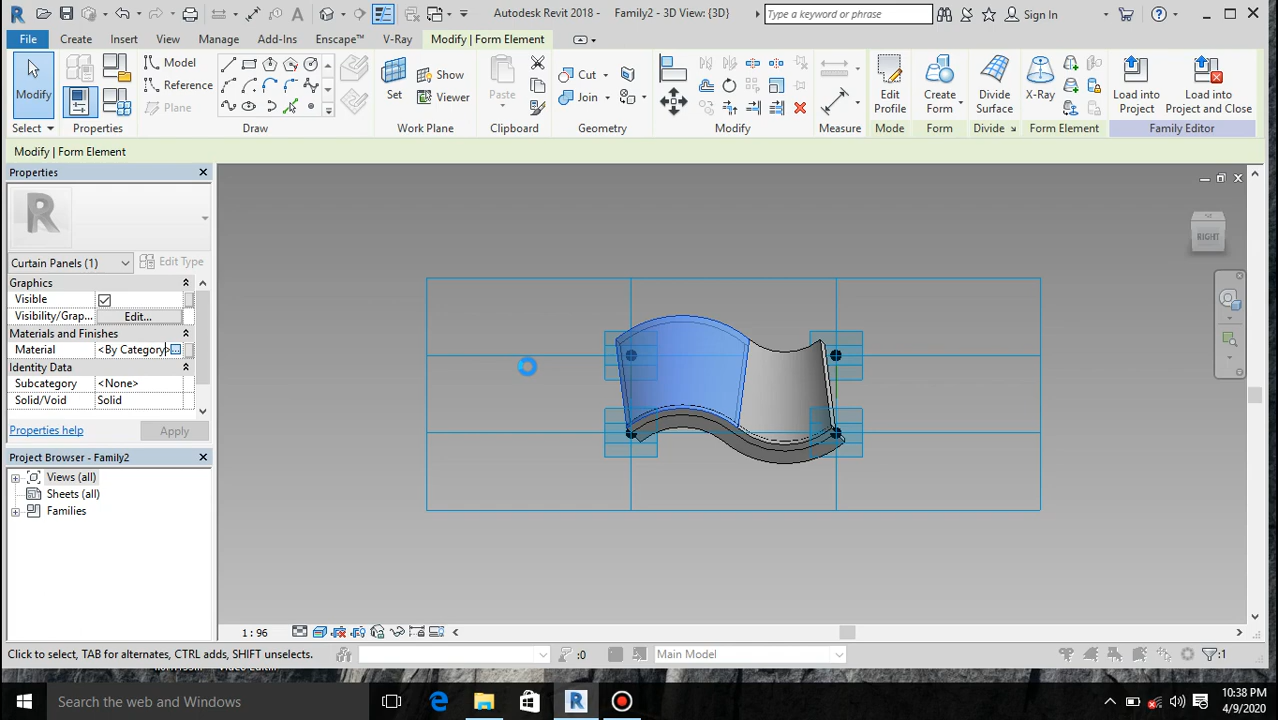 Autodesk Revit 2018 - Family2 - 3D View: {3D}
Type a keyword or phrase
Sign In
File Create Insert View Manage Add-Ins Enscape™ V-Ray Modify | Form Element
Modify
Select
Properties
Model
Reference
Plane
Draw
Set
Show
Viewer
Work Plane
Paste
Clipboard
Cut
Join
Geometry
Modify
Measure
Edit Profile
Mode
Create Form
Form
Divide Surface
Divide
X-Ray
Form Element
Load into Project
Load into Project and Close
Family Editor
Modify | Form Element
Properties
R
Curtain Panels (1)
Edit Type
Graphics
Visible
Visibility/Grap... Edit...
Materials and Finishes
Material <By Category>
Identity Data
Subcategory <None>
Solid/Void Solid
Properties help
Apply
Project Browser - Family2
Views (all)
Sheets (all)
Families
RIGHT
1 : 96
Click to select, TAB for alternates, CTRL adds, SHIFT unselects.
:0
Main Model
:1
Search the web and Windows
10:38 PM
4/9/2020